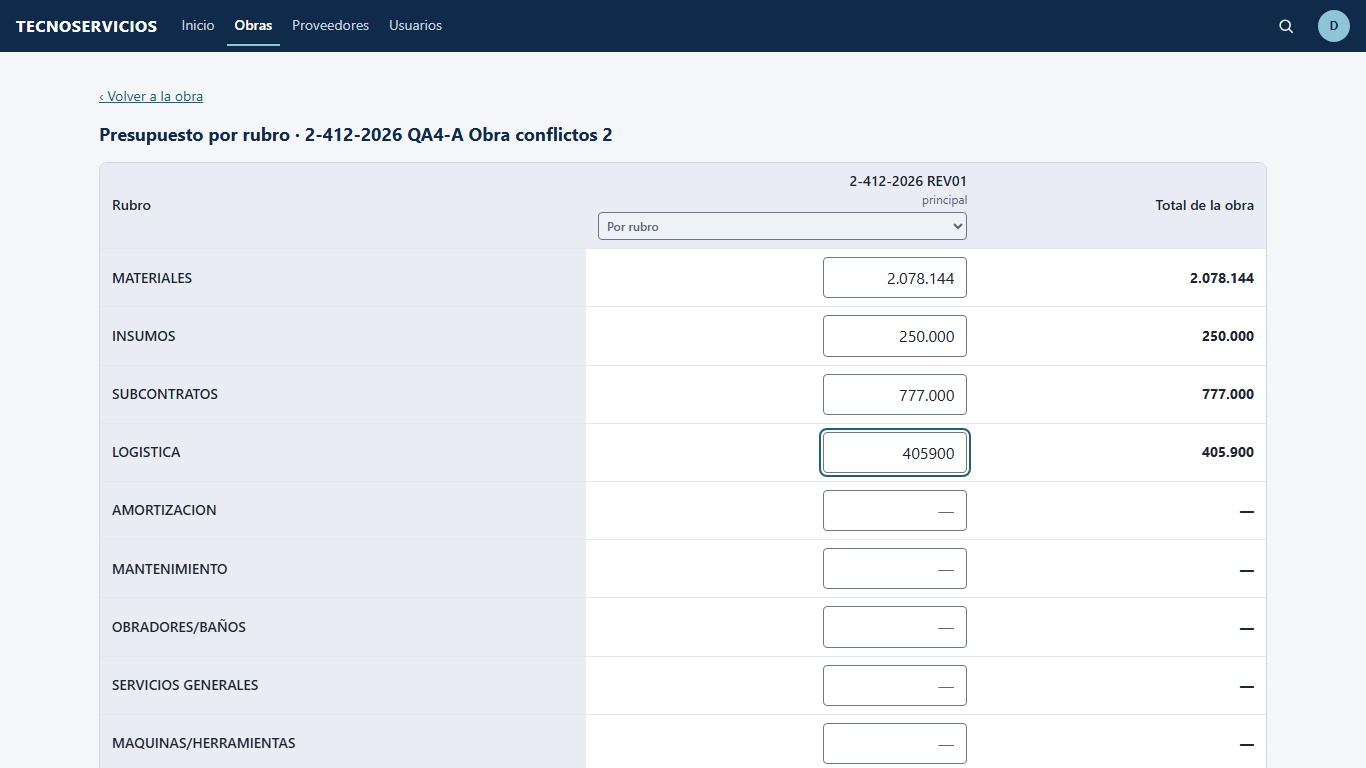 TECNOSERVICIOS Inicio Obras Proveedores Usuarios D
‹ Volver a la obra
Presupuesto por rubro · 2-412-2026 QA4-A Obra conflictos 2
Rubro
2-412-2026 REV01
principal
Por rubro
Total de la obra
MATERIALES 2.078.144 2.078.144
INSUMOS 250.000 250.000
SUBCONTRATOS 777.000 777.000
LOGISTICA 405900 405.900
AMORTIZACION — —
MANTENIMIENTO — —
OBRADORES/BAÑOS — —
SERVICIOS GENERALES — —
MAQUINAS/HERRAMIENTAS — —